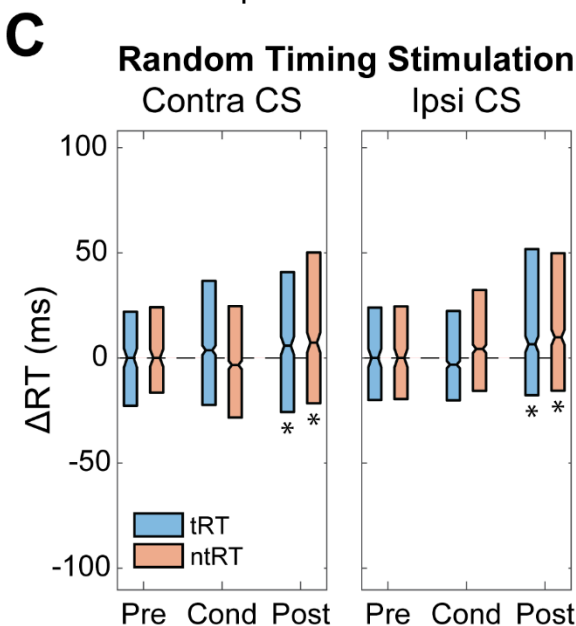 C
Random Timing Stimulation
Contra CS
Ipsi CS
100
50
0
-50
-100
ΔRT (ms)
*
*
*
*
tRT
ntRT
Pre Cond Post
Pre Cond Post